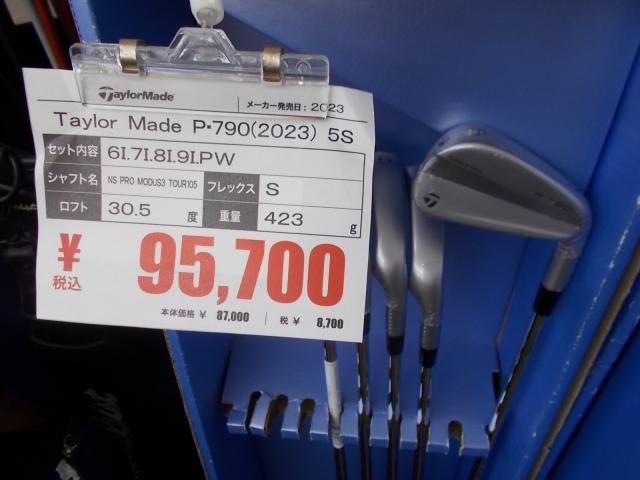 TaylorMade
メーカー発売日：2023
Taylor Made P･790(2023) 5S
セット内容 6I.7I.8I.9I.PW
シャフト名 NS PRO MODUS3 TOUR105 フレックス S
ロフト 30.5 度 重量 423 g
¥ 税込 95,700
本体価格 ¥ 87,000 | 税 ¥ 8,700